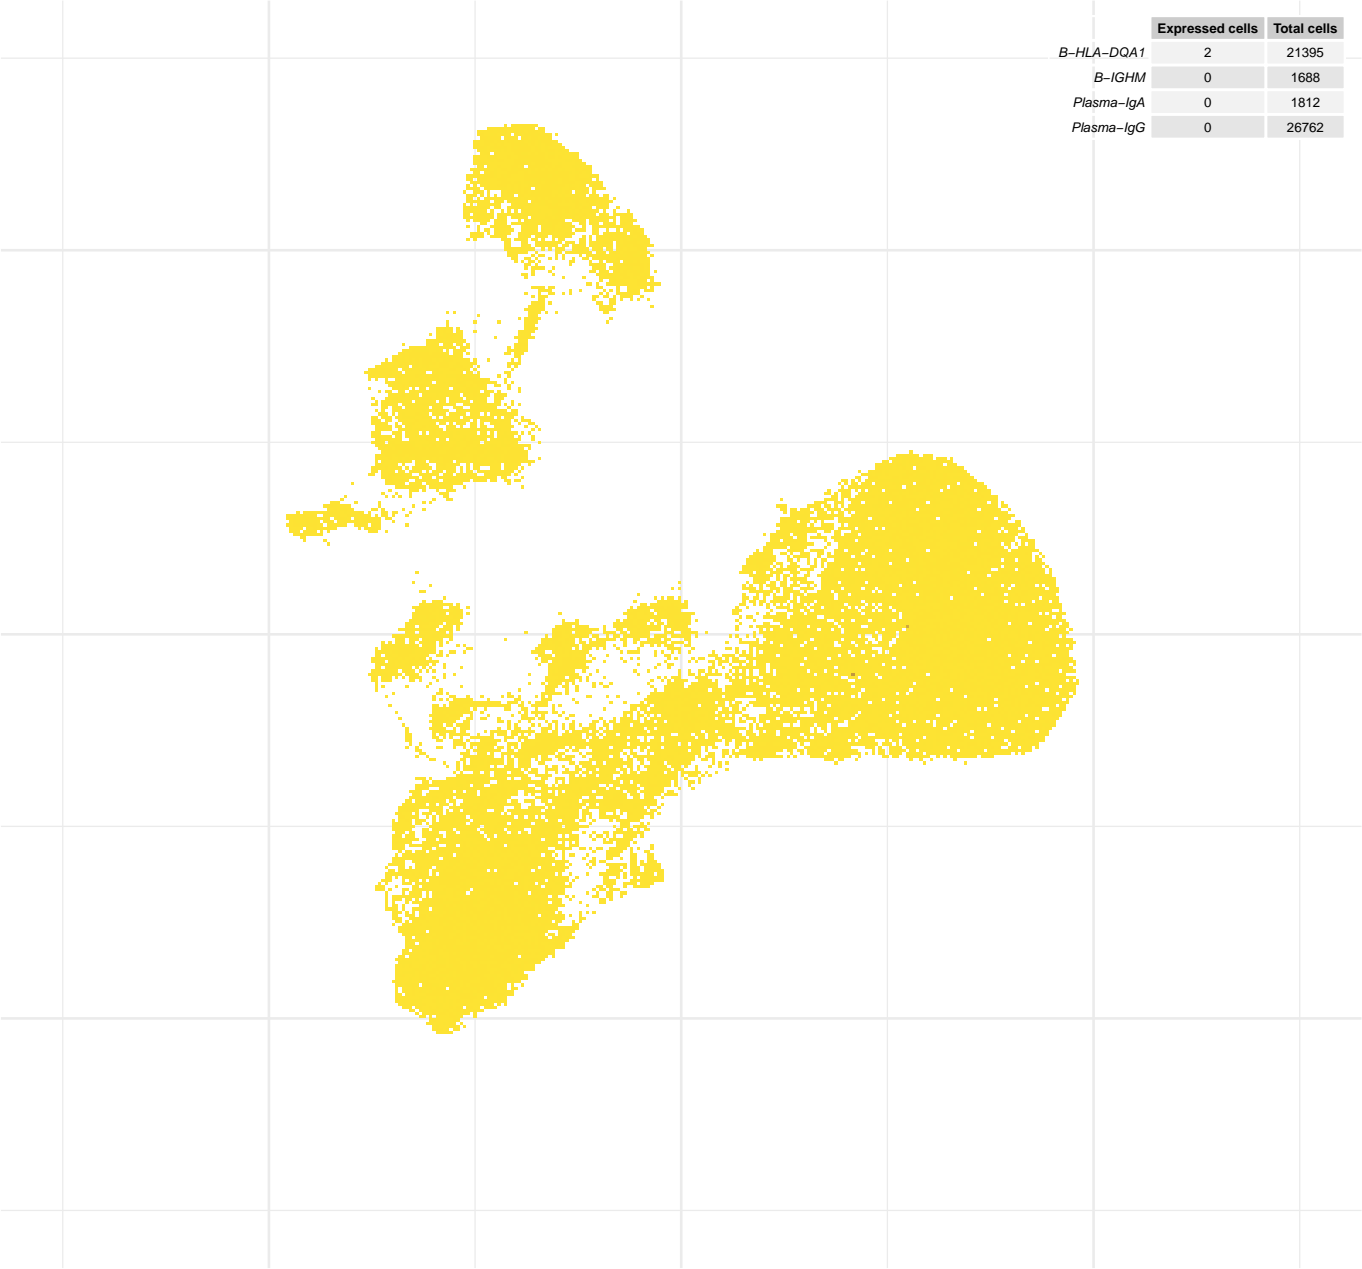 Expressed cells Total cells
B−HLA−DQA1 2 21395
B−IGHM 0 1688
Plasma−IgA 0 1812
Plasma−IgG 0 26762